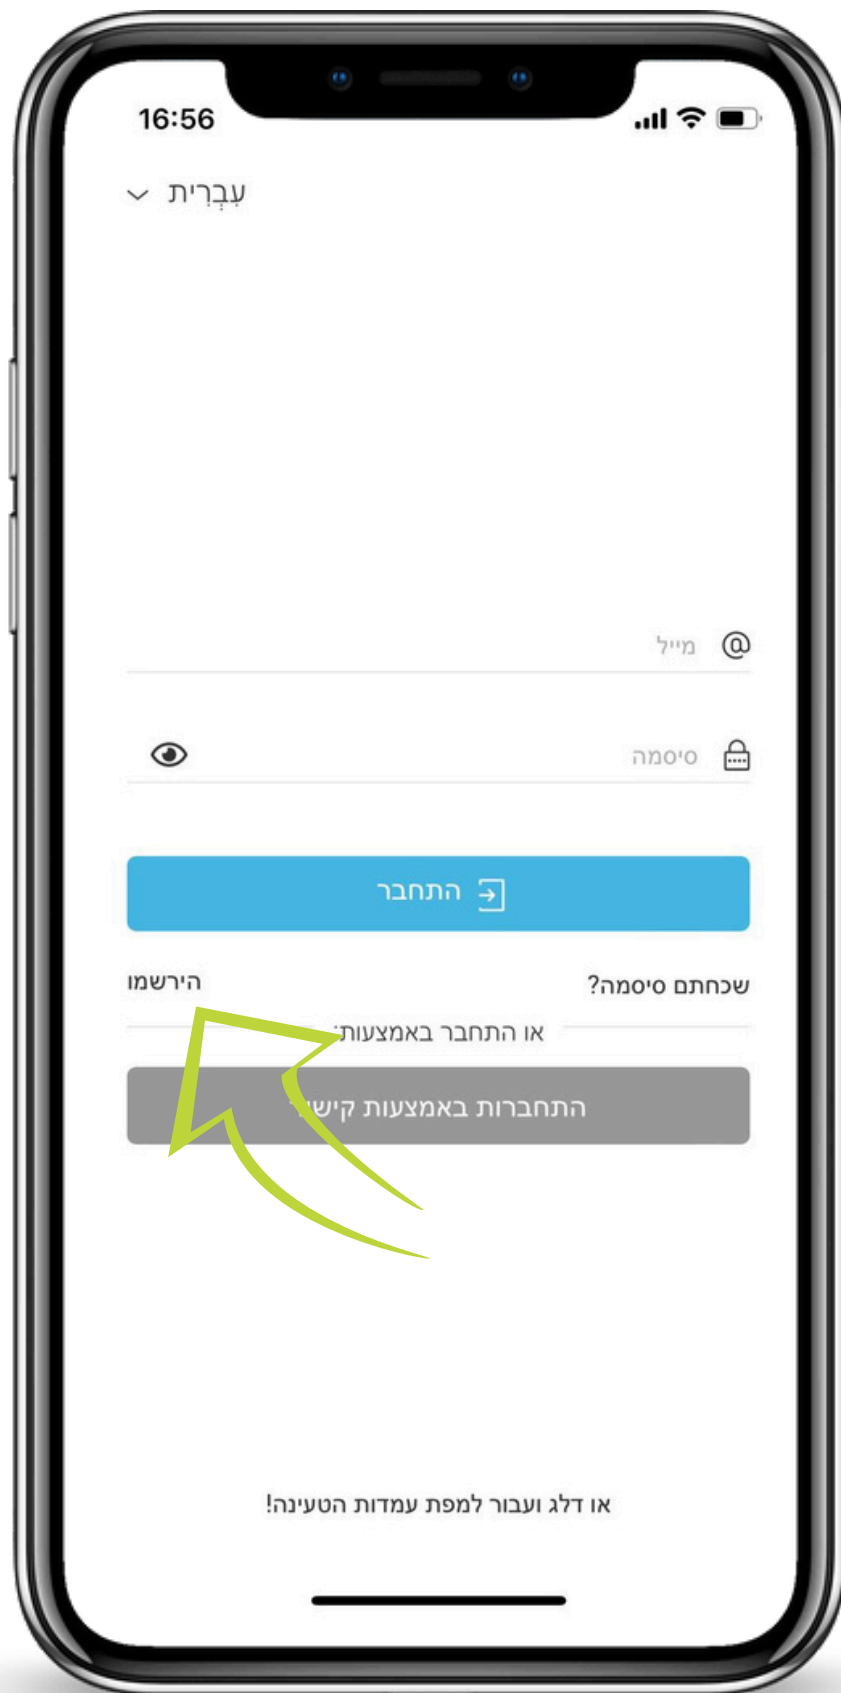 16:56
עִבְרִית
מייל
סיסמה
התחבר
שכחתם סיסמה?
הירשמו
או התחבר באמצעות:
התחברות באמצעות
או דלג ועבור למפת עמדות הטעינה!